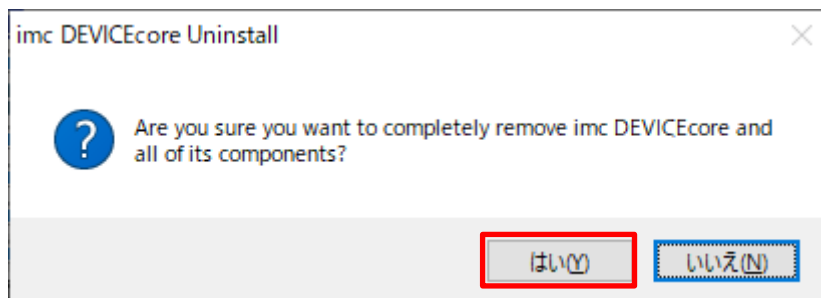 imc DEVICEcore Uninstall
Are you sure you want to completely remove imc DEVICEcore and
all of its components?
はい(Y)
いいえ(N)